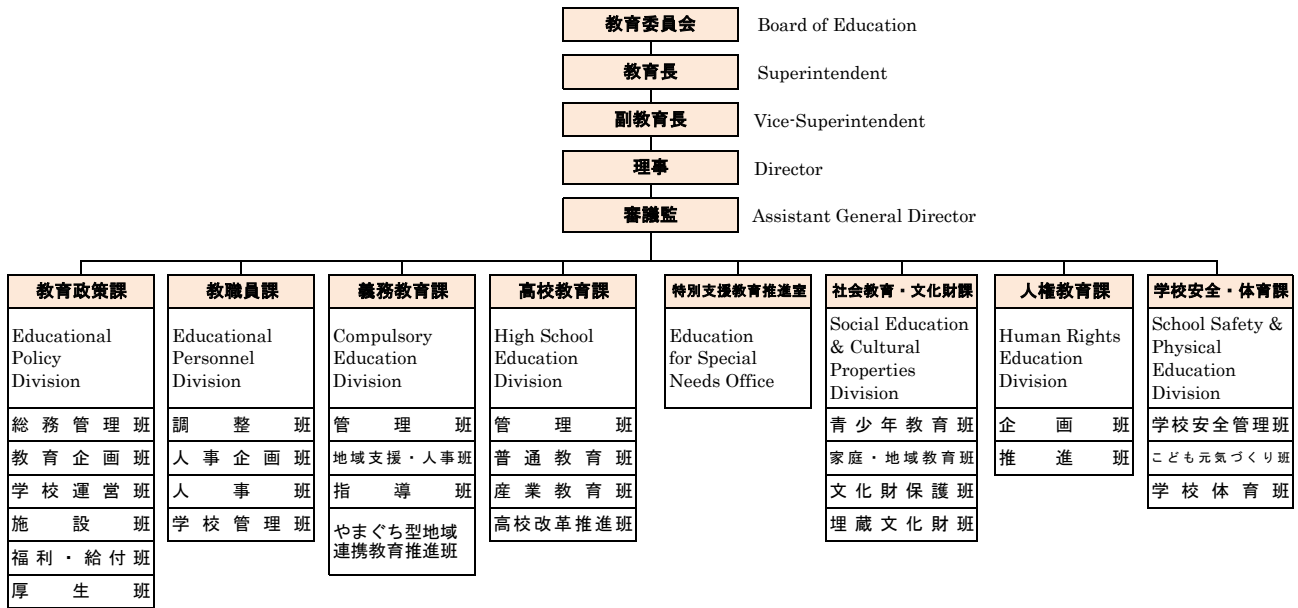 教育委員会 Board of Education
教育長 Superintendent
副教育長 Vice-Superintendent
理事 Director
審議監 Assistant General Director
教育政策課
Educational
Policy
Division
総務管理班
教育企画班
学校運営班
施設班
福利・給付班
厚生班
教職員課
Educational
Personnel
Division
調整班
人事企画班
人事班
学校管理班
義務教育課
Compulsory
Education
Division
管理班
地域支援・人事班
指導班
やまぐち型地域
連携教育推進班
高校教育課
High School
Education
Division
管理班
普通教育班
産業教育班
高校改革推進班
特別支援教育推進室
Education
for Special
Needs Office
社会教育・文化財課
Social Education
& Cultural
Properties
Division
青少年教育班
家庭・地域教育班
文化財保護班
埋蔵文化財班
人権教育課
Human Rights
Education
Division
企画班
推進班
学校安全・体育課
School Safety &
Physical
Education
Division
学校安全管理班
こども元気づくり班
学校体育班